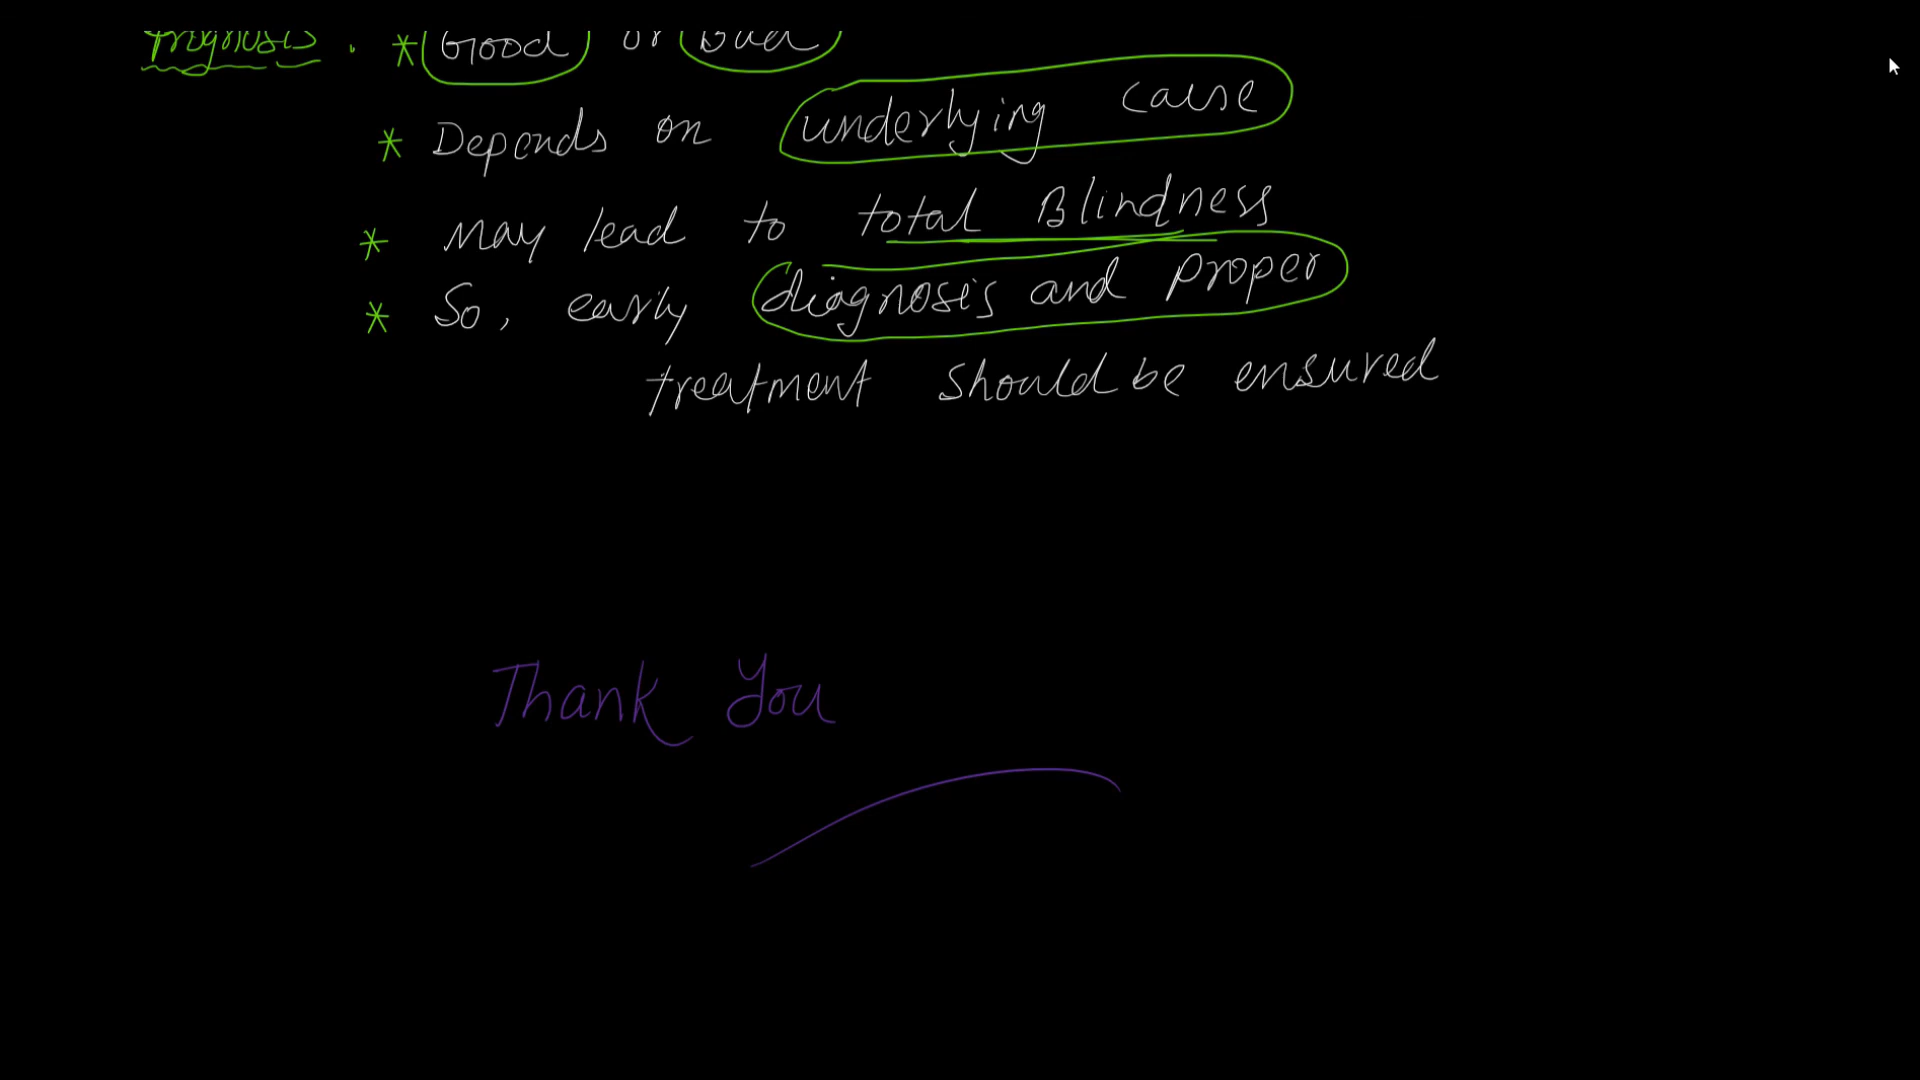 Prognosis . * Good or Bad
* Depends on underlying cause
* May lead to total Blindness
* So, early diagnosis and proper
treatment should be ensured
Thank You